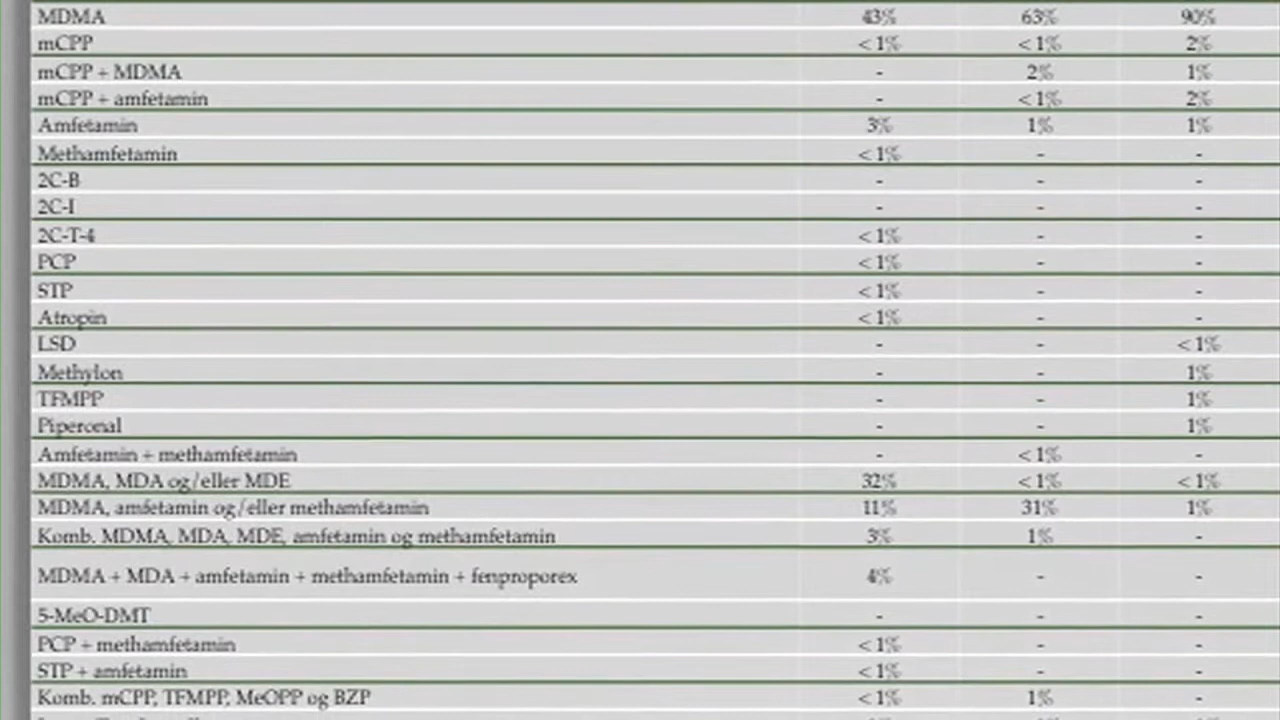 MDMA 43% 63% 90%
mCPP <1% <1% 2%
mCPP + MDMA - 2% 1%
mCPP + amfetamin - <1% 2%
Amfetamin 3% 1% 1%
Methamfetamin <1% - -
2C-B - - -
2C-I - - -
2C-T-4 <1% - -
PCP <1% - -
STP <1% - -
Atropin <1% - -
LSD - - <1%
Methylon - - 1%
TFMPP - - 1%
Piperonal - - 1%
Amfetamin + methamfetamin - <1% -
MDMA, MDA og/eller MDE 32% <1% <1%
MDMA, amfetamin og/eller methamfetamin 11% 31% 1%
Komb. MDMA, MDA, MDE, amfetamin og methamfetamin 3% 1% -
MDMA + MDA + amfetamin + methamfetamin + fenproporex 4% - -
5-MeO-DMT - - -
PCP + methamfetamin <1% - -
STP + amfetamin <1% - -
Komb. mCPP, TFMPP, MeOPP og BZP <1% 1% -